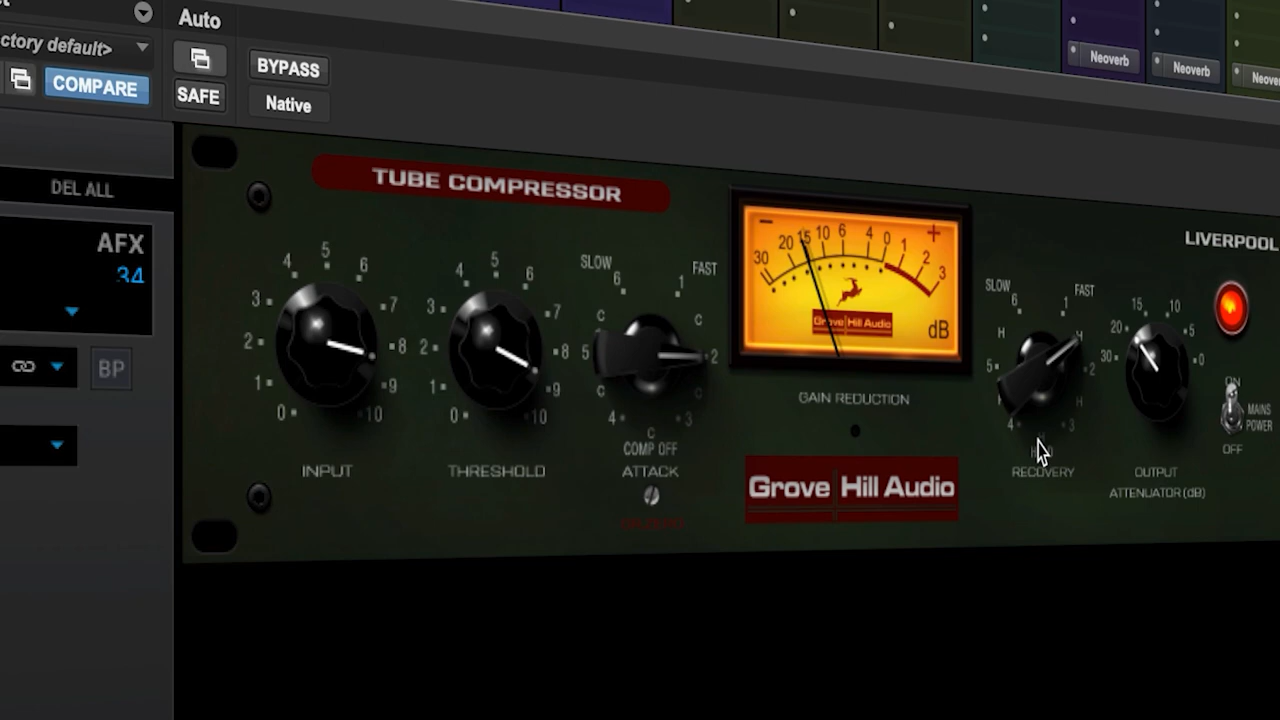 Auto
ctory default>
COMPARE
SAFE
BYPASS
Native
Neoverb
Neoverb
DEL ALL
AFX
34
BP
TUBE COMPRESSOR
LIVERPOOL
0 1 2 3 4 5 6 7 8 9 10
INPUT
0 1 2 3 4 5 6 7 8 10
THRESHOLD
SLOW FAST
6 1
C C
5 2
C C
4 3
C
COMP OFF
ATTACK
30 20 15 10 6 4 0 1 2 3
- +
Grove Hill Audio
dB
GAIN REDUCTION
Grove Hill Audio
SLOW FAST
6 1
H H
5 2
H H
4 3
RECOVERY
30 20 15 10 5 0
OUTPUT
ATTENUATOR (dB)
ON
MAINS
POWER
OFF